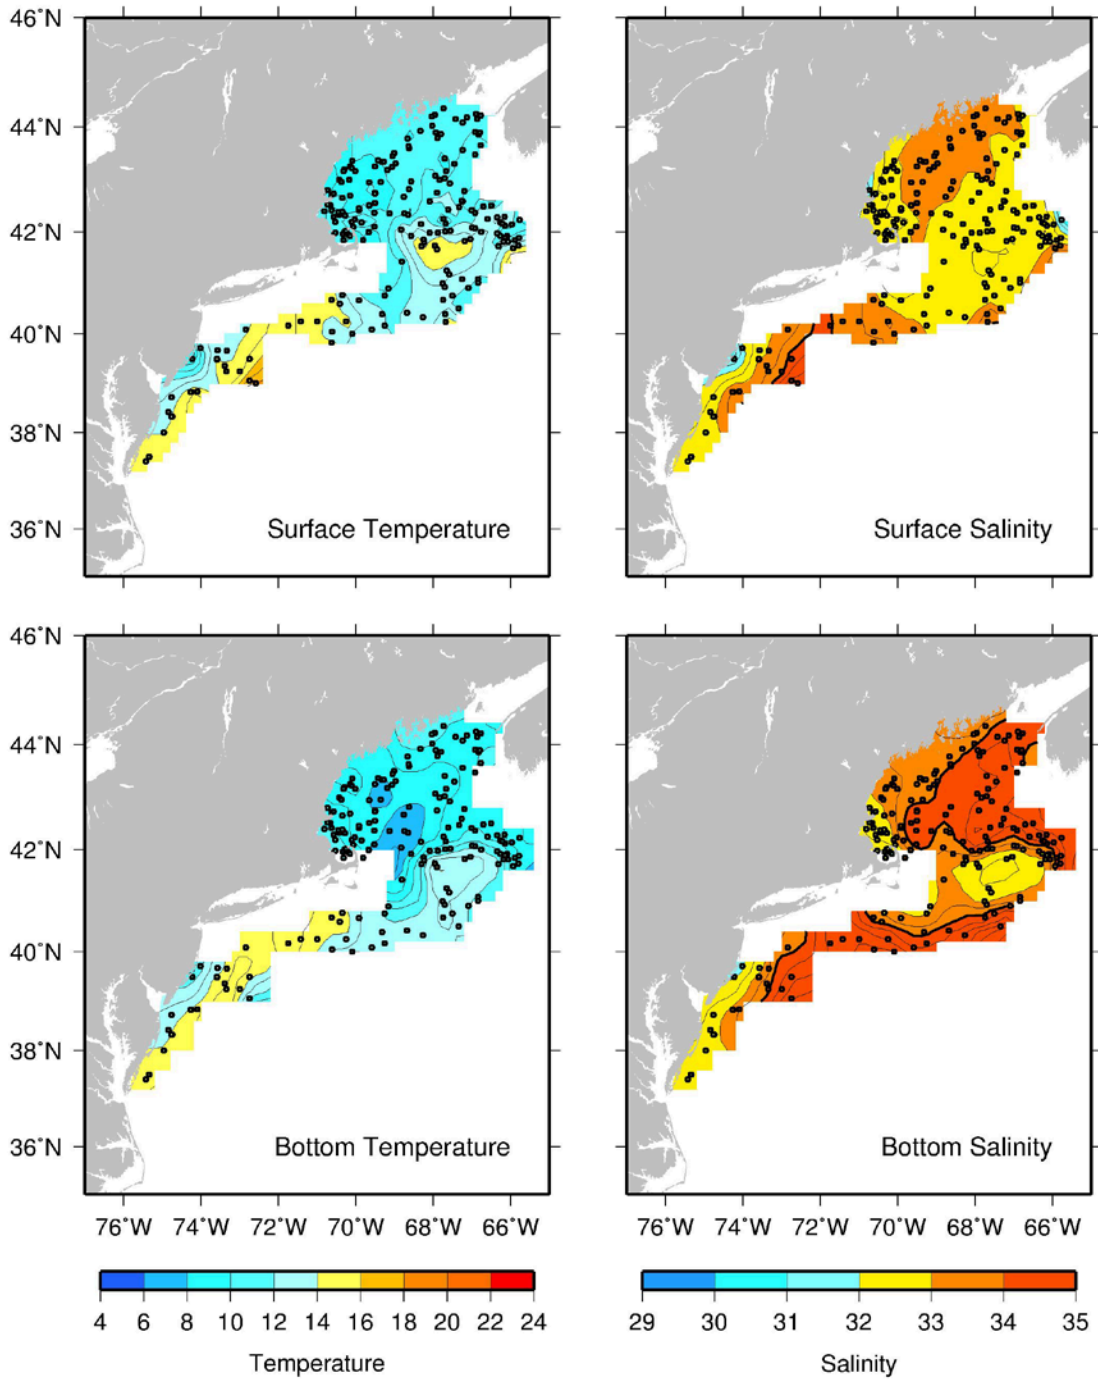 46°N
44°N
42°N
40°N
38°N
36°N
Surface Temperature
Surface Salinity
46°N
44°N
42°N
40°N
38°N
36°N
Bottom Temperature
Bottom Salinity
76°W 74°W 72°W 70°W 68°W 66°W
76°W 74°W 72°W 70°W 68°W 66°W
4 6 8 10 12 14 16 18 20 22 24
29 30 31 32 33 34 35
Temperature
Salinity